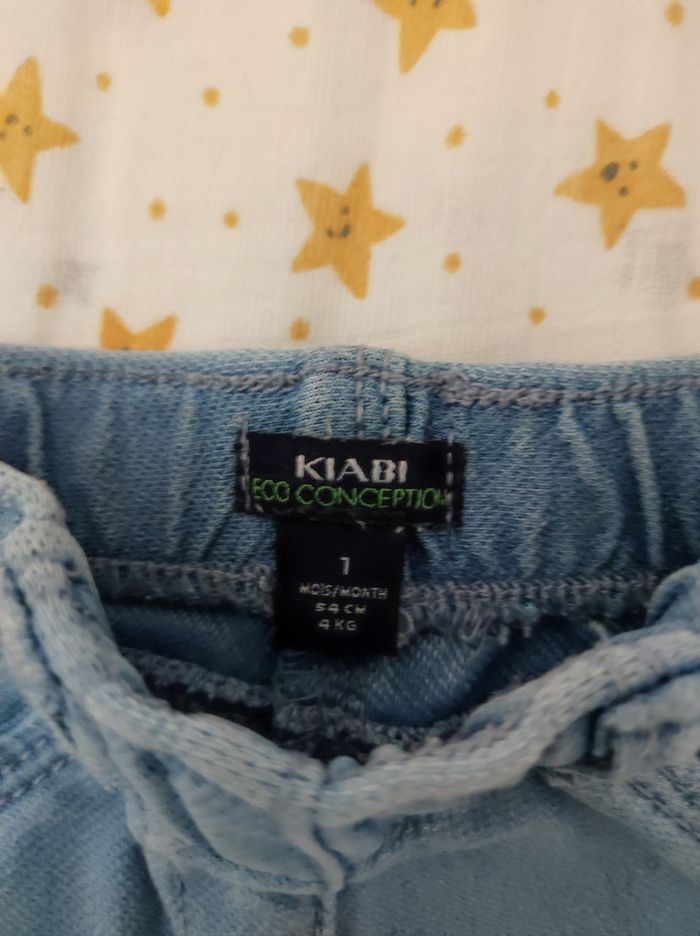 KIABI
ECO CONCEPTION
1
MOIS/MONTH
54 CM
4 KG